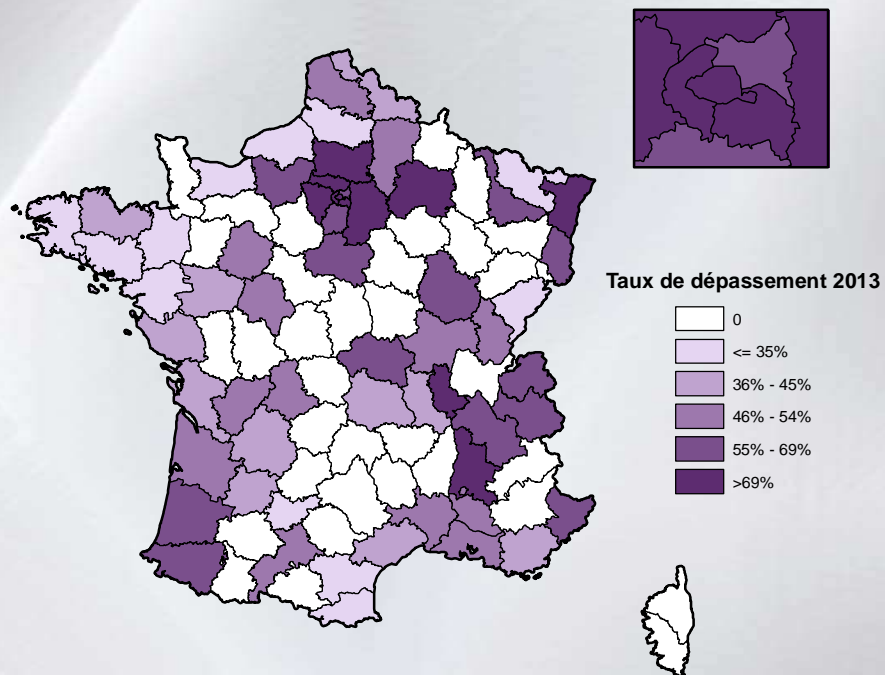 Taux de dépassement 2013
0
<= 35%
36% - 45%
46% - 54%
55% - 69%
>69%